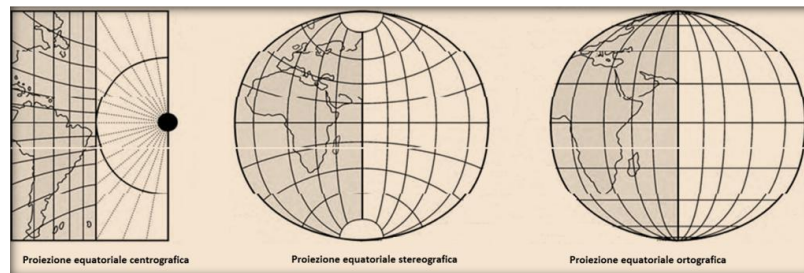 Proiezione equatoriale centrografica
Proiezione equatoriale stereografica
Proiezione equatoriale ortografica